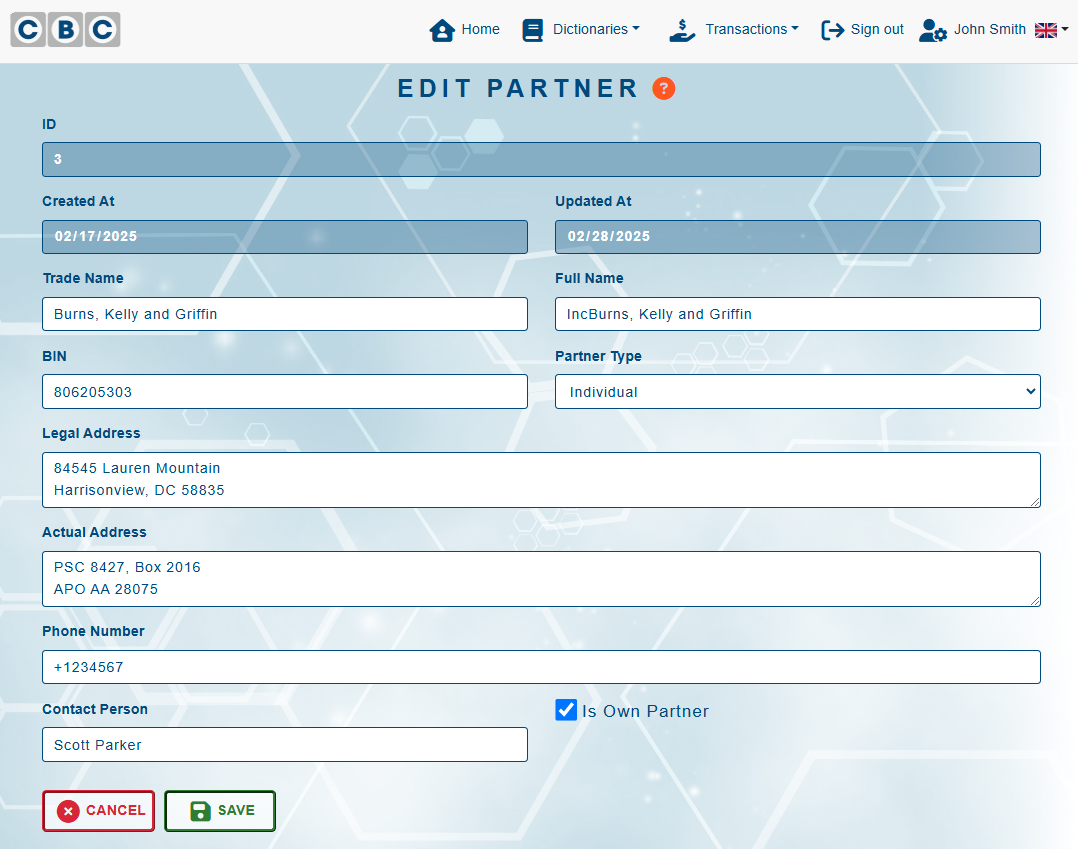 CBC
Home Dictionaries Transactions Sign out John Smith
EDIT PARTNER ?
ID
3
Created At Updated At
02/17/2025 02/28/2025
Trade Name Full Name
Burns, Kelly and Griffin IncBurns, Kelly and Griffin
BIN Partner Type
806205303 Individual
Legal Address
84545 Lauren Mountain
Harrisonview, DC 58835
Actual Address
PSC 8427, Box 2016
APO AA 28075
Phone Number
+1234567
Contact Person Is Own Partner
Scott Parker
CANCEL SAVE